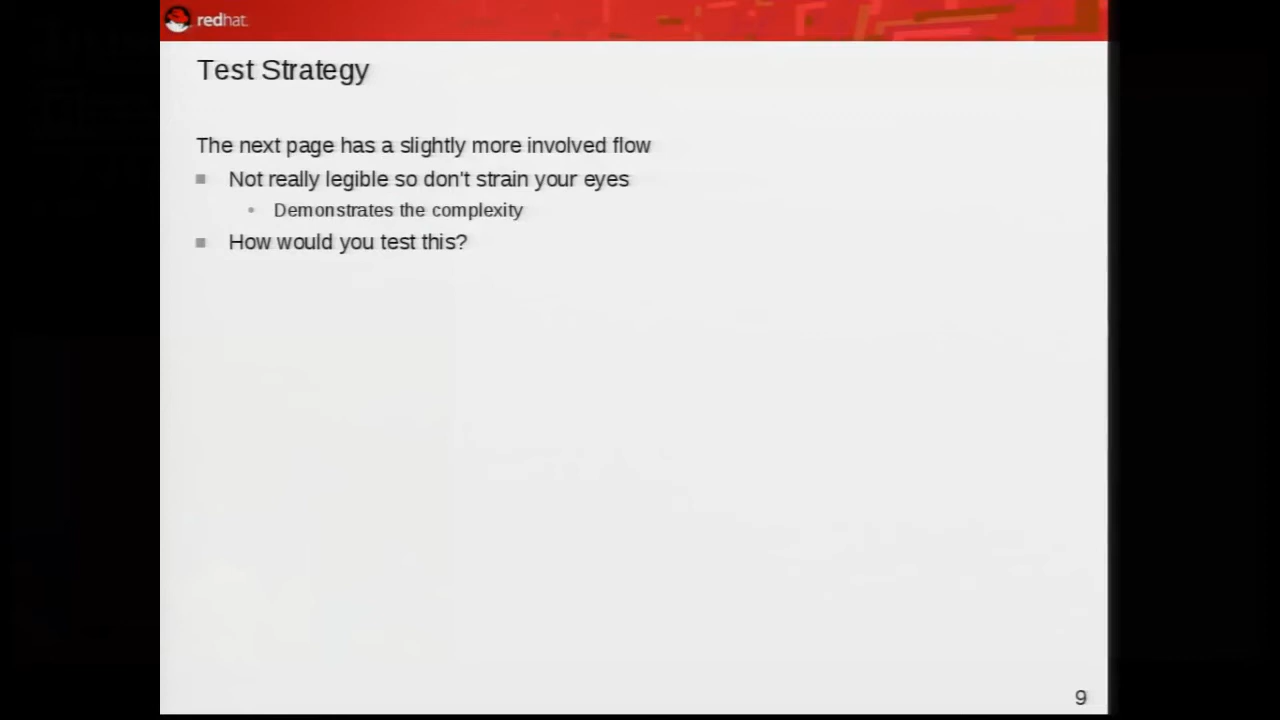 redhat.
Test Strategy
The next page has a slightly more involved flow
Not really legible so don't strain your eyes
Demonstrates the complexity
How would you test this?
9